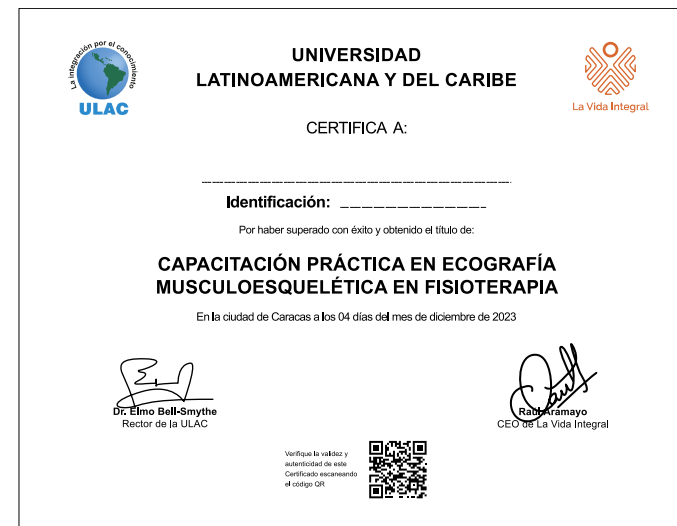 La integración por el conocimiento
ULAC
UNIVERSIDAD
LATINOAMERICANA Y DEL CARIBE
La Vida Integral
CERTIFICA A:
Identificación:
Por haber superado con éxito y obtenido el título de:
CAPACITACIÓN PRÁCTICA EN ECOGRAFÍA
MUSCULOESQUELÉTICA EN FISIOTERAPIA
En la ciudad de Caracas a los 04 días del mes de diciembre de 2023
Dr. Elmo Bell-Smythe
Rector de la ULAC
Raúl Aramayo
CEO de La Vida Integral
Verifique la validez y
autenticidad de este
Certificado escaneando
el código QR